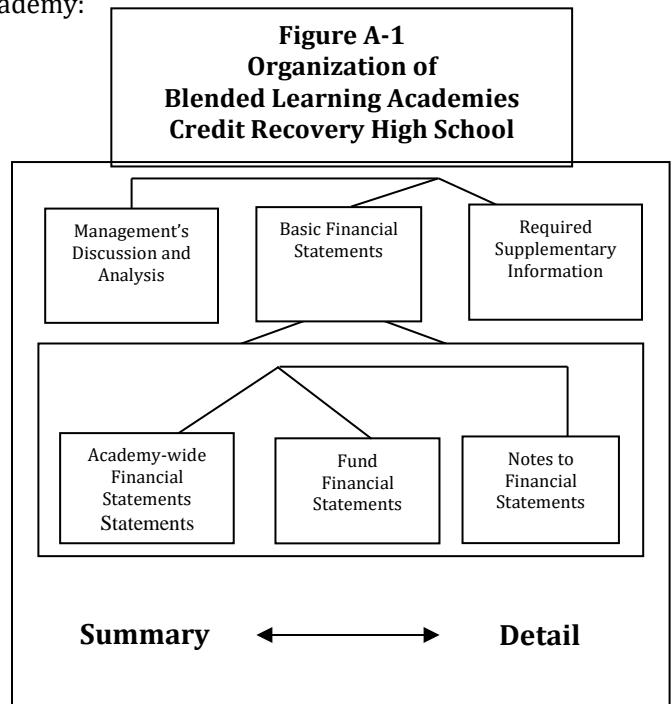 ademy:
Figure A-1
Organization of
Blended Learning Academies
Credit Recovery High School
Management's
Discussion and
Analysis
Basic Financial
Statements
Required
Supplementary
Information
Academy-wide
Financial
Statements
Statements
Fund
Financial
Statements
Notes to
Financial
Statements
Summary
Detail